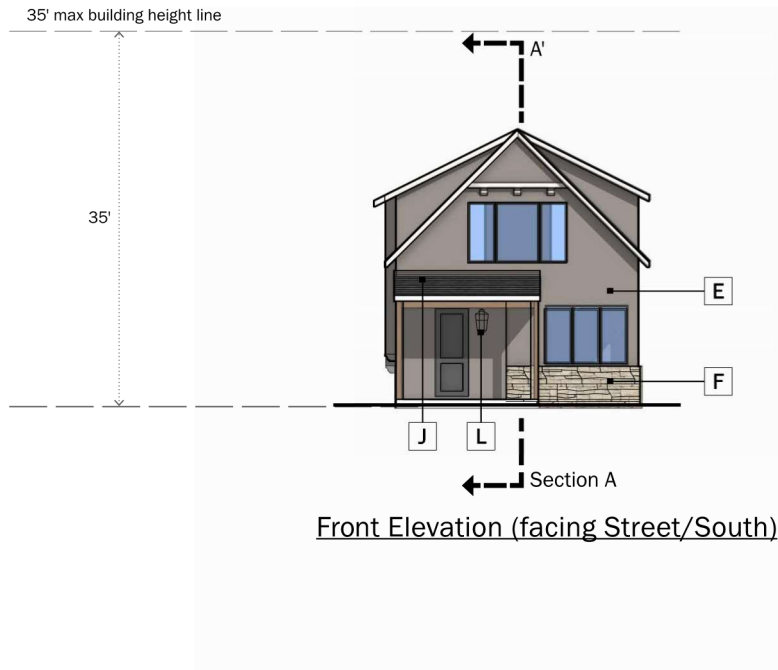 35' max building height line
A'
35'
E
F
J
L
Section A
Front Elevation (facing Street/South)